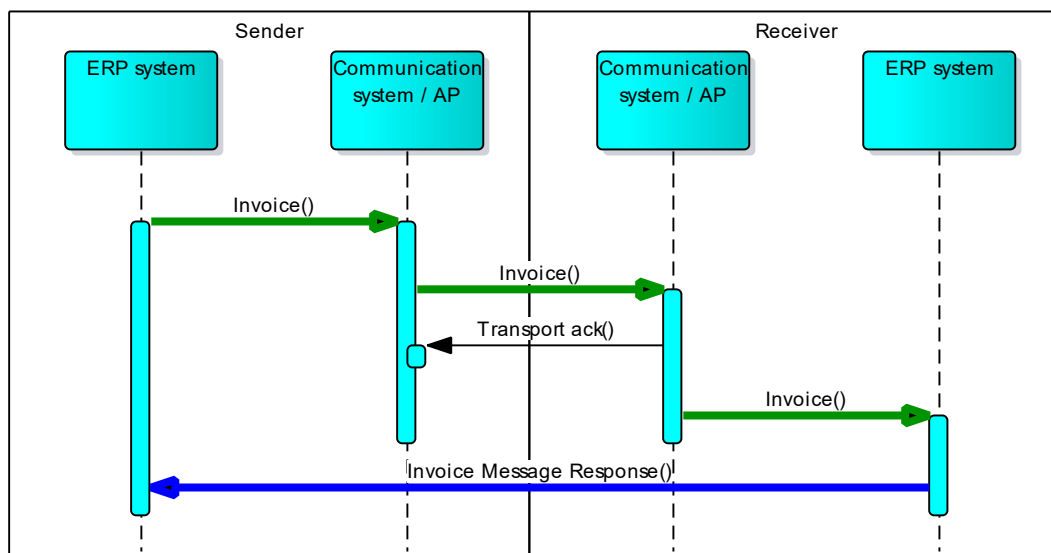 Sender
Receiver
ERP system
Communication
system / AP
Communication
system / AP
ERP system
Invoice()
Invoice()
Transport ack()
Invoice()
Invoice Message Response()